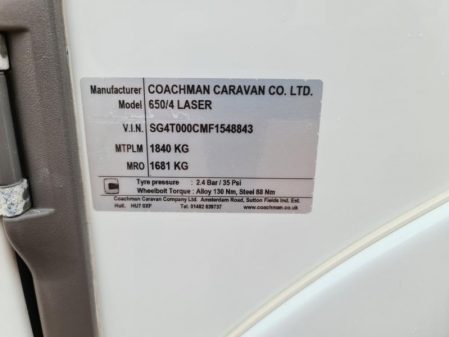 Manufacturer COACHMAN CARAVAN CO. LTD.
Model 650/4 LASER
V.I.N. SG4T000CMF1548843
MTPLM 1840 KG
MRO 1681 KG
Tyre pressure : 2.4 Bar / 35 Psi
Wheelbolt Torque : Alloy 130 Nm, Steel 88 Nm
Coachman Caravan Company Ltd. Amsterdam Road, Sutton Fields Ind. Est.
Hull. HU7 0XF Tel. 01482 839737 www.coachman.co.uk